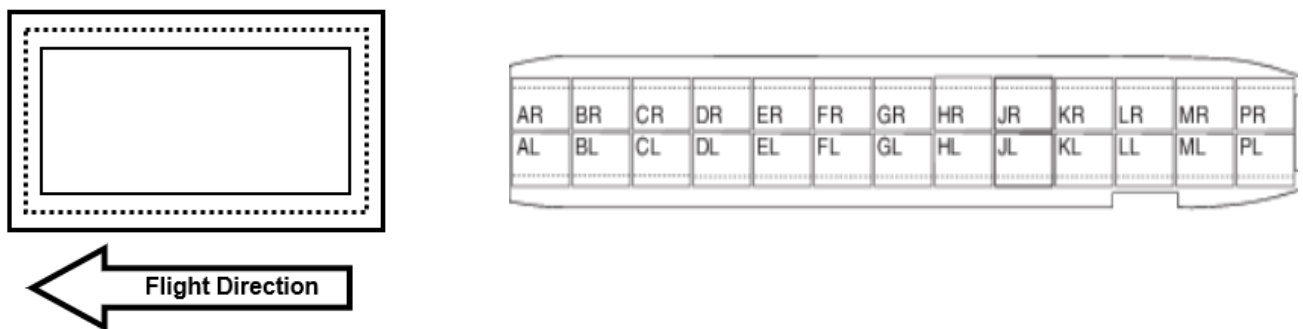 AR BR CR DR ER FR GR HR JR KR LR MR PR
AL BL CL DL EL FL GL HL JL KL LL ML PL
Flight Direction